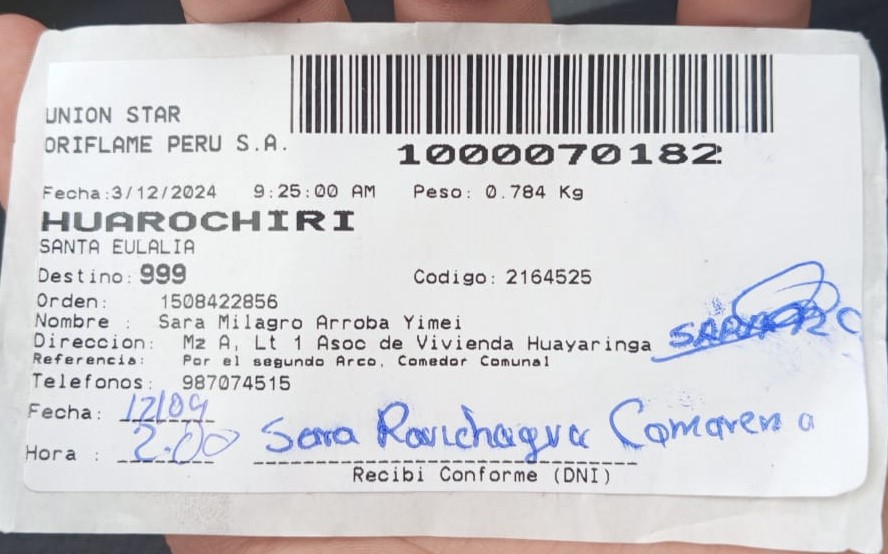 UNION STAR
ORIFLAME PERU S.A.
1000070182
Fecha:3/12/2024 9:25:00 AM Peso: 0.784 Kg
HUAROCHIRI
SANTA EULALIA
Destino: 999 Codigo: 2164525
Orden: 1508422856
Nombre : Sara Milagro Arroba Yimei
Direccion: Mz A, Lt 1 Asoc de Vivienda Huayaringa
Referencia: Por el segundo Arco, Comedor Comunal
Telefonos: 987074515
Fecha: 12/09
Hora : 2:00 Sara Ravichagua Camarena
Recibi Conforme (DNI)